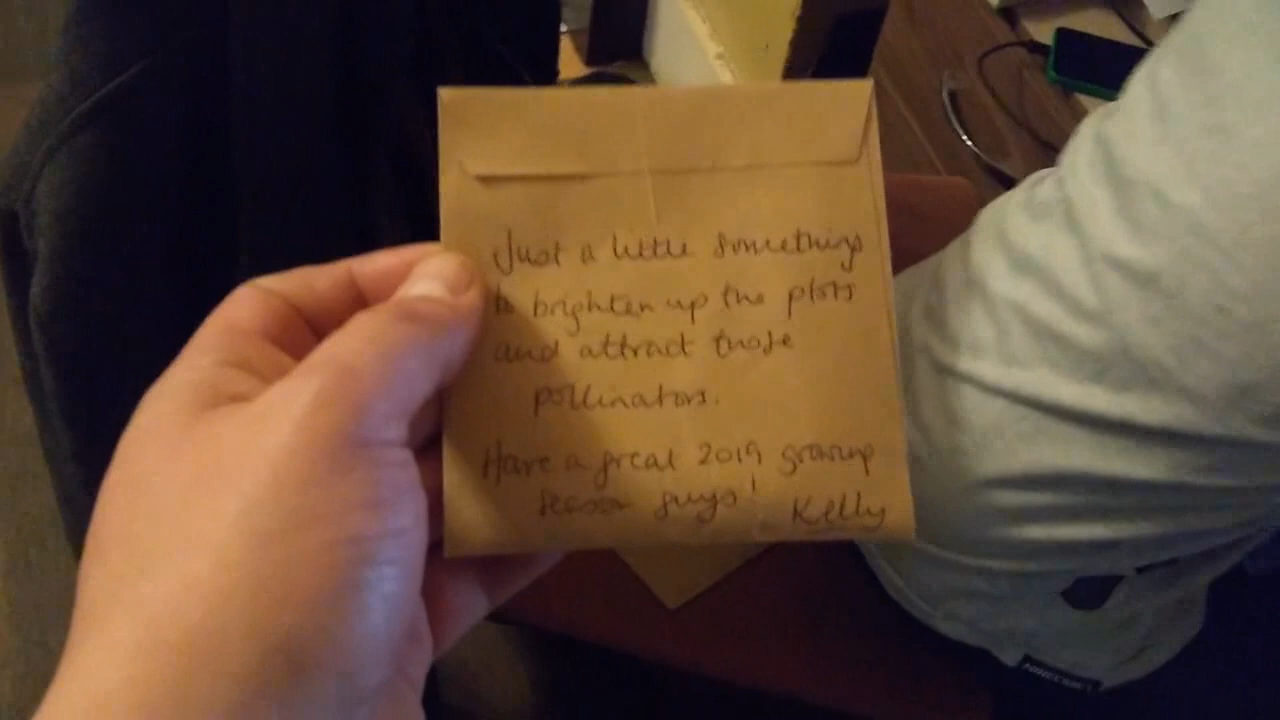 Just a little something
to brighten up the plots
and attract those
pollinators.
Have a great 2019 growing
season guys!
Kelly
MINECRAFT